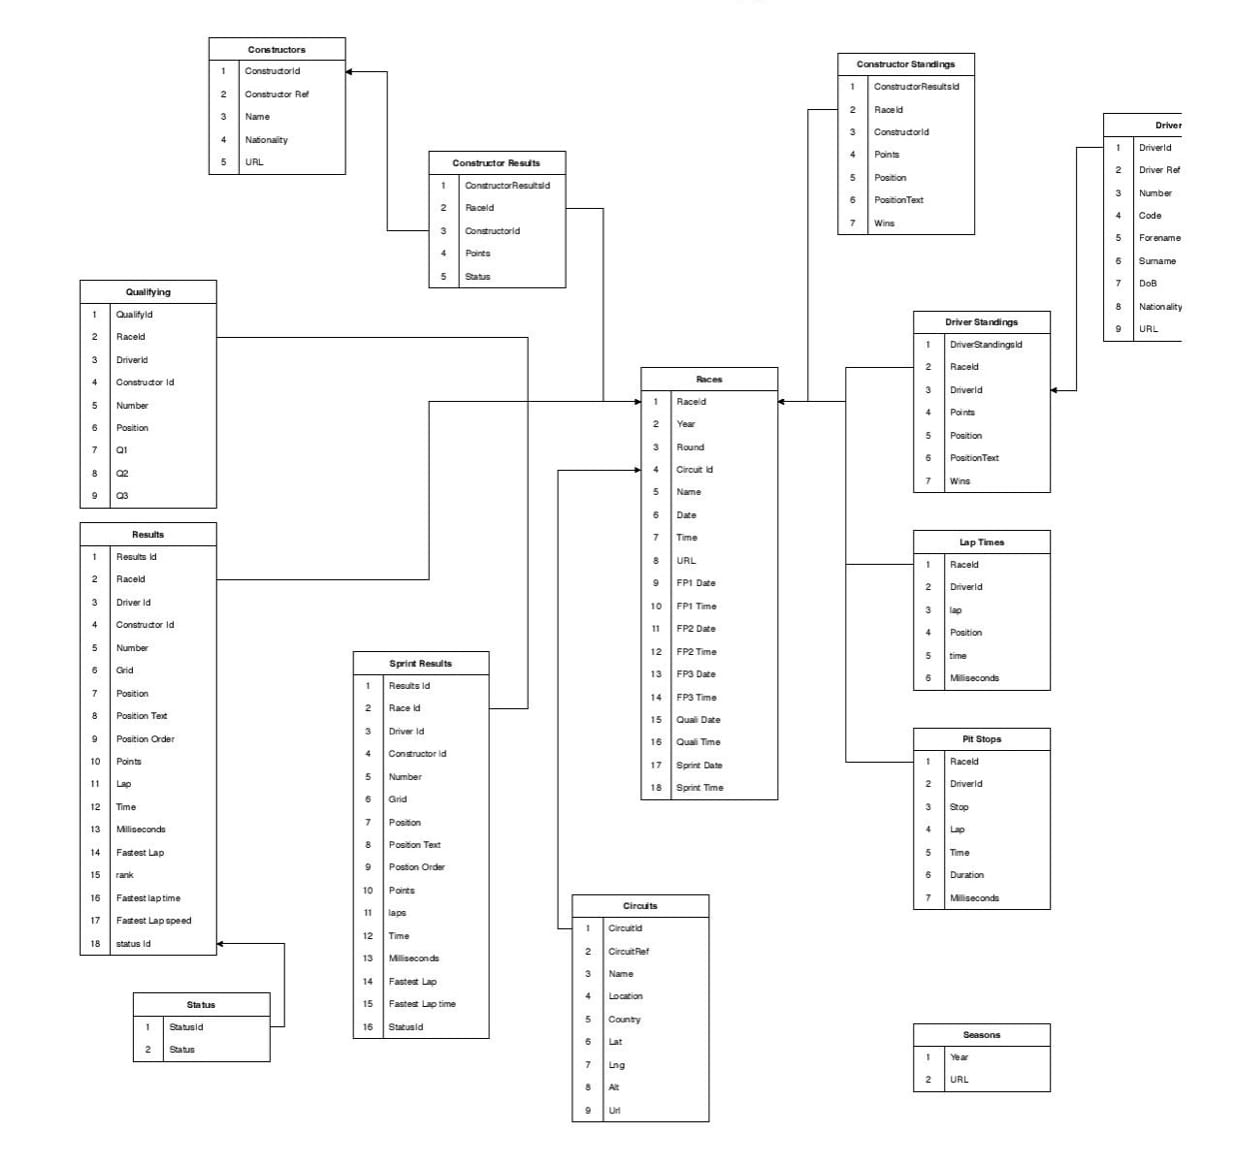 Constructors
1 ConstructorId
2 Constructor Ref
3 Name
4 Nationality
5 URL
Constructor Results
1 ConstructorResultsId
2 RaceId
3 ConstructorId
4 Points
5 Status
Constructor Standings
1 ConstructorResultsId
2 RaceId
3 ConstructorId
4 Points
5 Position
6 PositionText
7 Wins
Driver
1 DriverId
2 Driver Ref
3 Number
4 Code
5 Forename
6 Surname
7 DoB
8 Nationality
9 URL
Qualifying
1 QualifyId
2 RaceId
3 DriverId
4 Constructor Id
5 Number
6 Position
7 Q1
8 Q2
9 Q3
Races
1 RaceId
2 Year
3 Round
4 Circuit Id
5 Name
6 Date
7 Time
8 URL
9 FP1 Date
10 FP1 Time
11 FP2 Date
12 FP2 Time
13 FP3 Date
14 FP3 Time
15 Quali Date
16 Quali Time
17 Sprint Date
18 Sprint Time
Driver Standings
1 DriverStandingsId
2 RaceId
3 DriverId
4 Points
5 Position
6 PositionText
7 Wins
Results
1 Results Id
2 RaceId
3 Driver Id
4 Constructor Id
5 Number
6 Grid
7 Position
8 Position Text
9 Position Order
10 Points
11 Lap
12 Time
13 Milliseconds
14 Fastest Lap
15 rank
16 Fastest lap time
17 Fastest Lap speed
18 status Id
Lap Times
1 RaceId
2 DriverId
3 lap
4 Position
5 time
6 Milliseconds
Sprint Results
1 Results Id
2 Race Id
3 Driver Id
4 Constructor Id
5 Number
6 Grid
7 Position
8 Position Text
9 Postion Order
10 Points
11 laps
12 Time
13 Milliseconds
14 Fastest Lap
15 Fastest Lap time
16 StatusId
Pit Stops
1 RaceId
2 DriverId
3 Stop
4 Lap
5 Time
6 Duration
7 Milliseconds
Circuits
1 CircuitId
2 CircuitRef
3 Name
4 Location
5 Country
6 Lat
7 Lng
8 Alt
9 Url
Status
1 StatusId
2 Status
Seasons
1 Year
2 URL